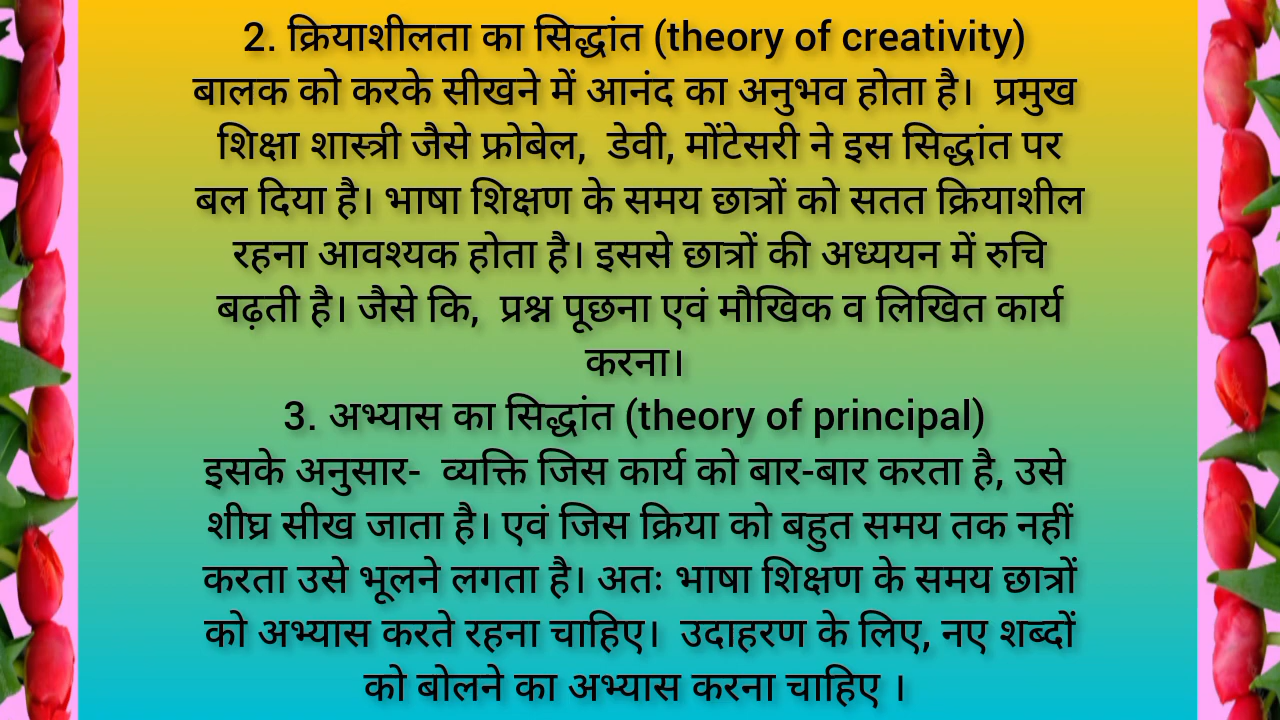 2. क्रियाशीलता का सिद्धांत (theory of creativity)
बालक को करके सीखने में आनंद का अनुभव होता है। प्रमुख
शिक्षा शास्त्री जैसे फ्रोबेल, डेवी, मोंटेसरी ने इस सिद्धांत पर
बल दिया है। भाषा शिक्षण के समय छात्रों को सतत क्रियाशील
रहना आवश्यक होता है। इससे छात्रों की अध्ययन में रुचि
बढ़ती है। जैसे कि, प्रश्न पूछना एवं मौखिक व लिखित कार्य
करना।
3. अभ्यास का सिद्धांत (theory of principal)
इसके अनुसार- व्यक्ति जिस कार्य को बार-बार करता है, उसे
शीघ्र सीख जाता है। एवं जिस क्रिया को बहुत समय तक नहीं
करता उसे भूलने लगता है। अतः भाषा शिक्षण के समय छात्रों
को अभ्यास करते रहना चाहिए। उदाहरण के लिए, नए शब्दों
को बोलने का अभ्यास करना चाहिए ।